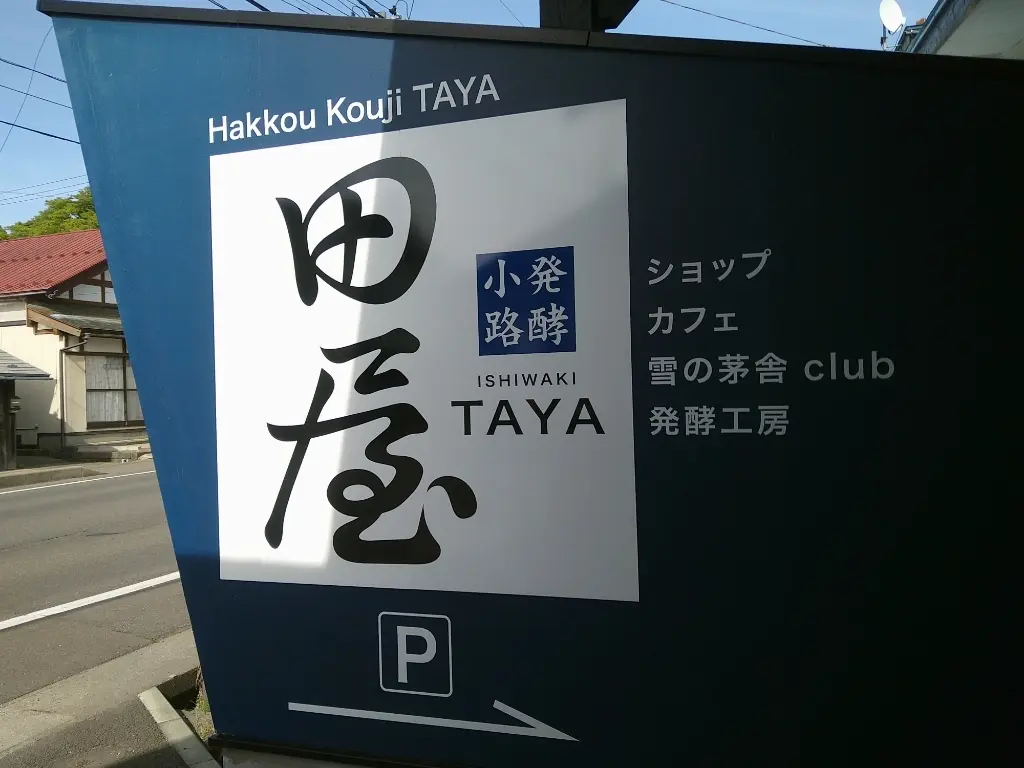 Hakkou Kouji TAYA
田屋
発酵
小路
ISHIWAKI
TAYA
ショップ
カフェ
雪の茅舎 club
発酵工房
P